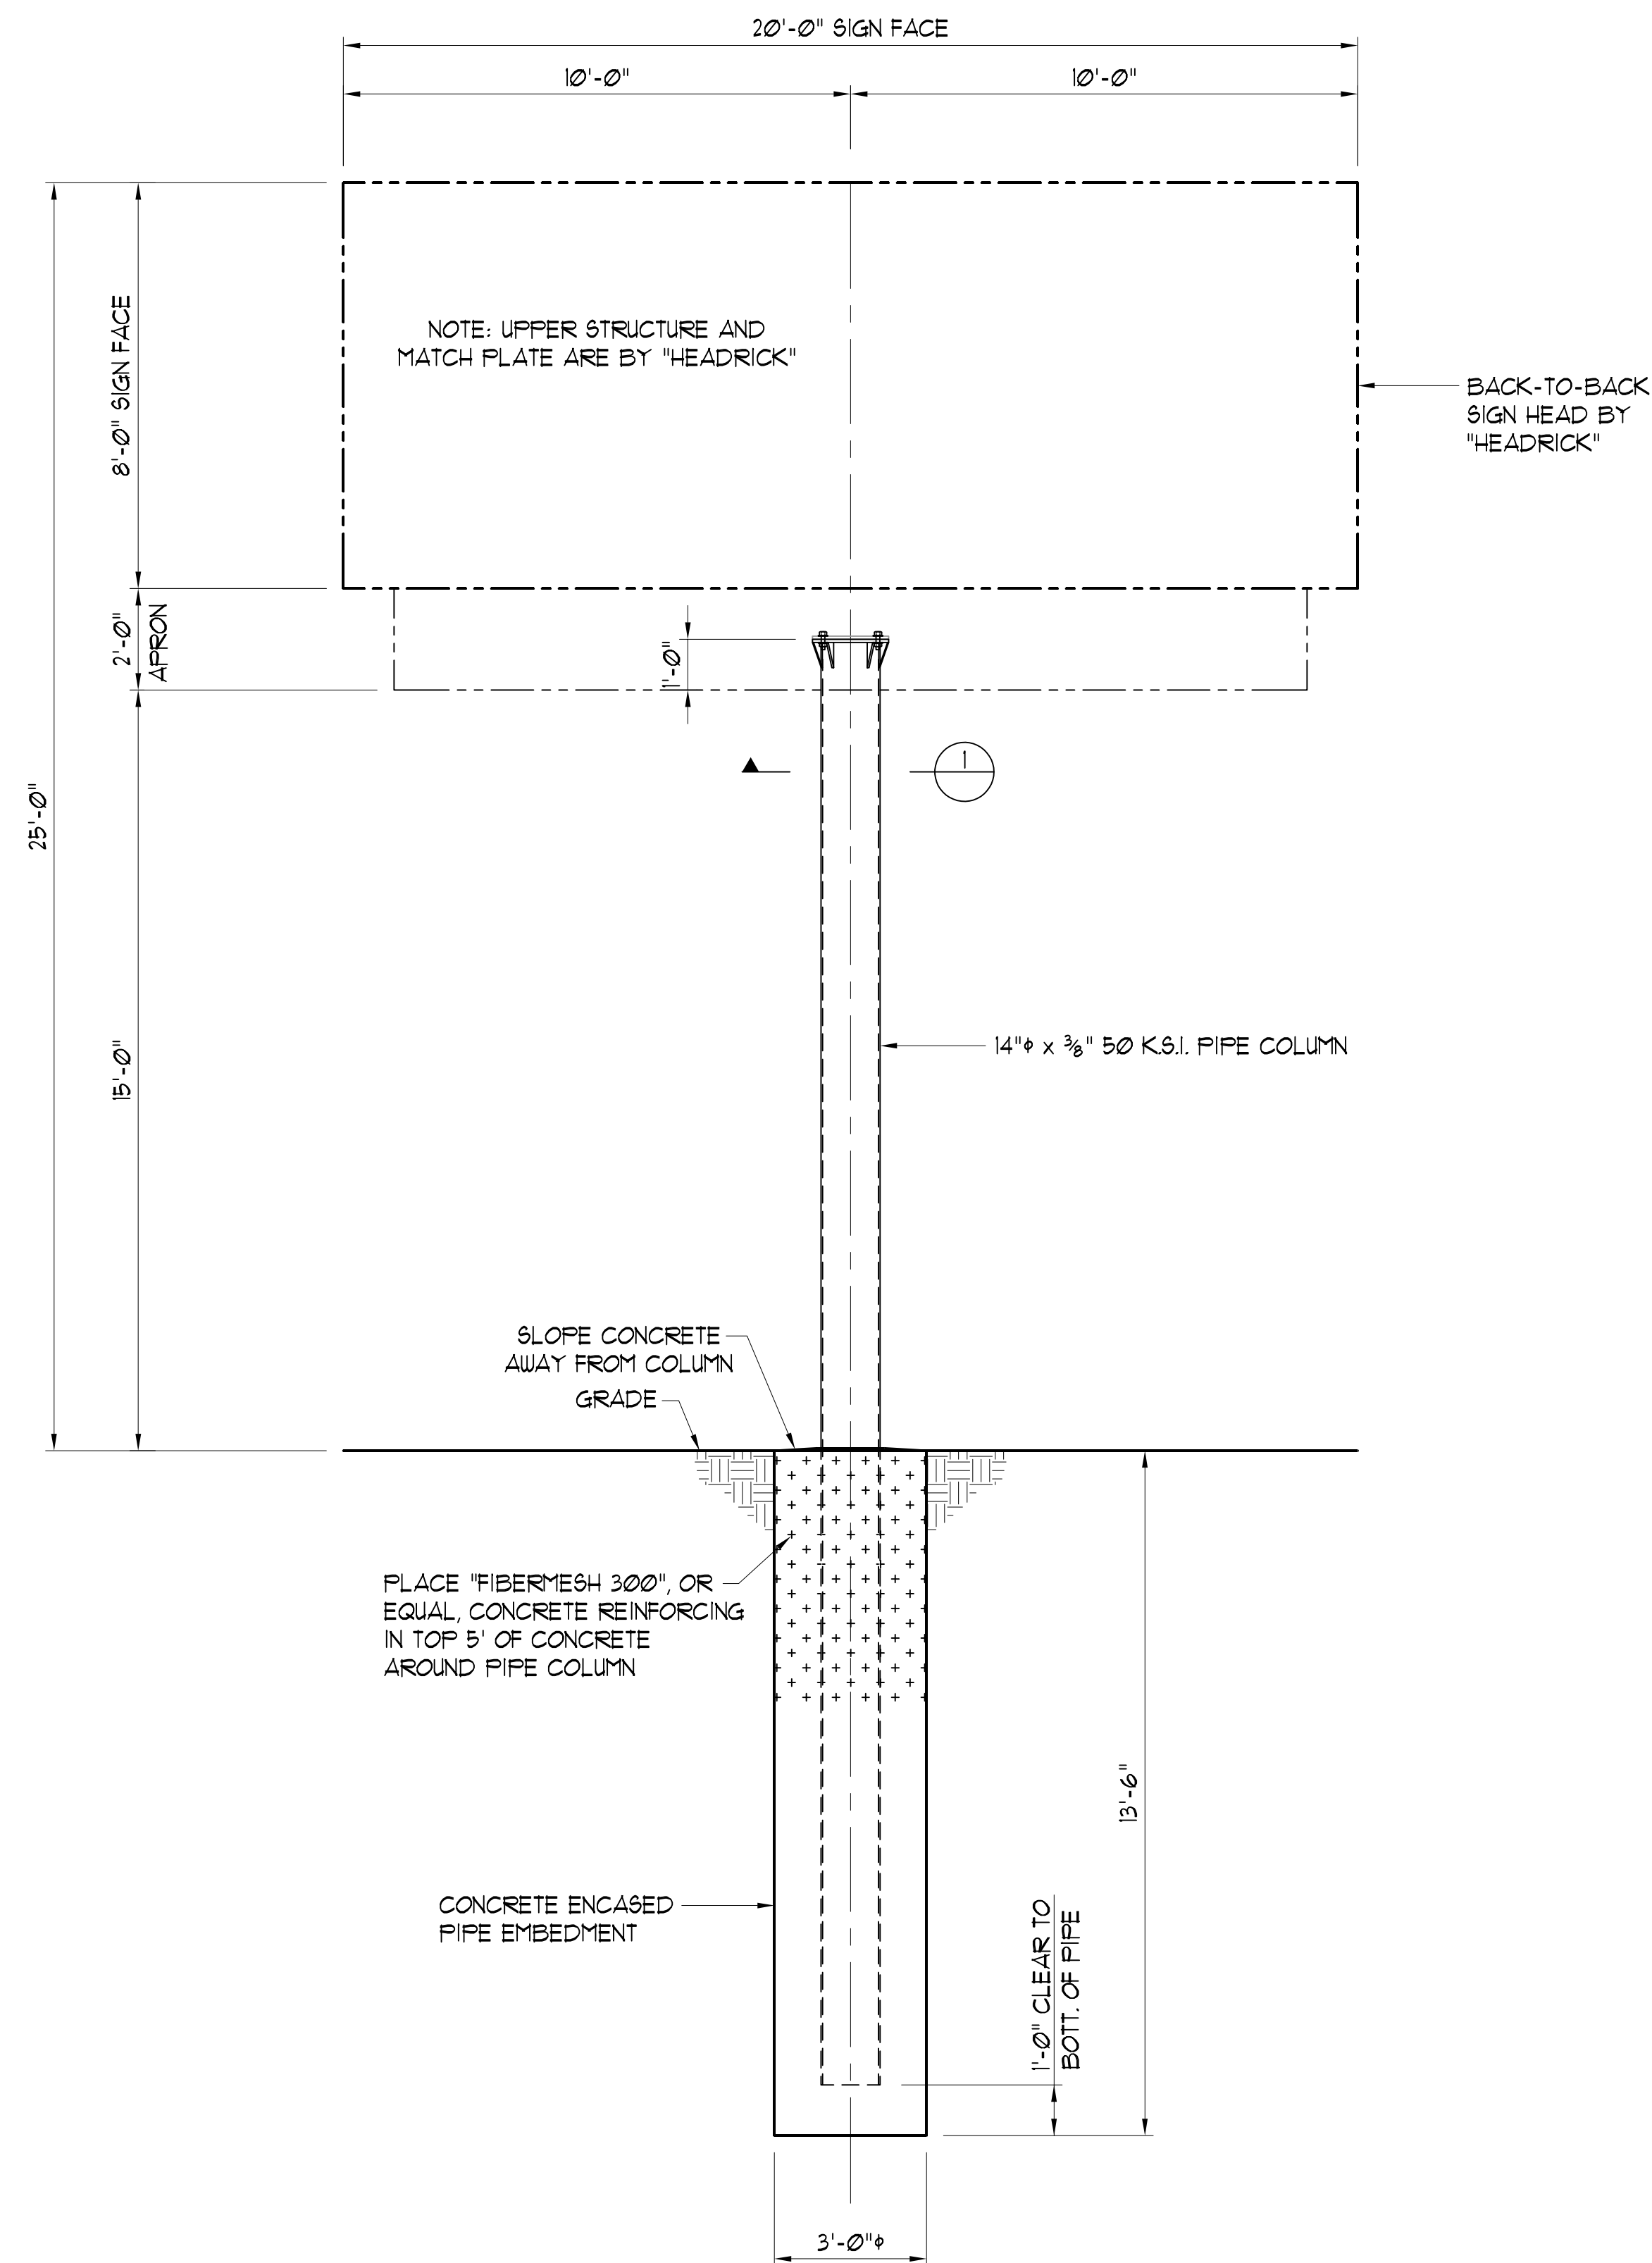 20'-0" SIGN FACE
10'-0"
10'-0"
8'-0" SIGN FACE
NOTE: UPPER STRUCTURE AND
MATCH PLATE ARE BY "HEADRICK"
BACK-TO-BACK
SIGN HEAD BY
"HEADRICK"
2'-0"
APRON
1'-0"
1
25'-0"
15'-0"
14"ϕ x ⅜" 50 K.S.I. PIPE COLUMN
SLOPE CONCRETE
AWAY FROM COLUMN
GRADE
PLACE "FIBERMESH 300", OR
EQUAL, CONCRETE REINFORCING
IN TOP 5' OF CONCRETE
AROUND PIPE COLUMN
13'-6"
CONCRETE ENCASED
PIPE EMBEDMENT
1'-0" CLEAR TO
BOTT. OF PIPE
3'-0"ϕ